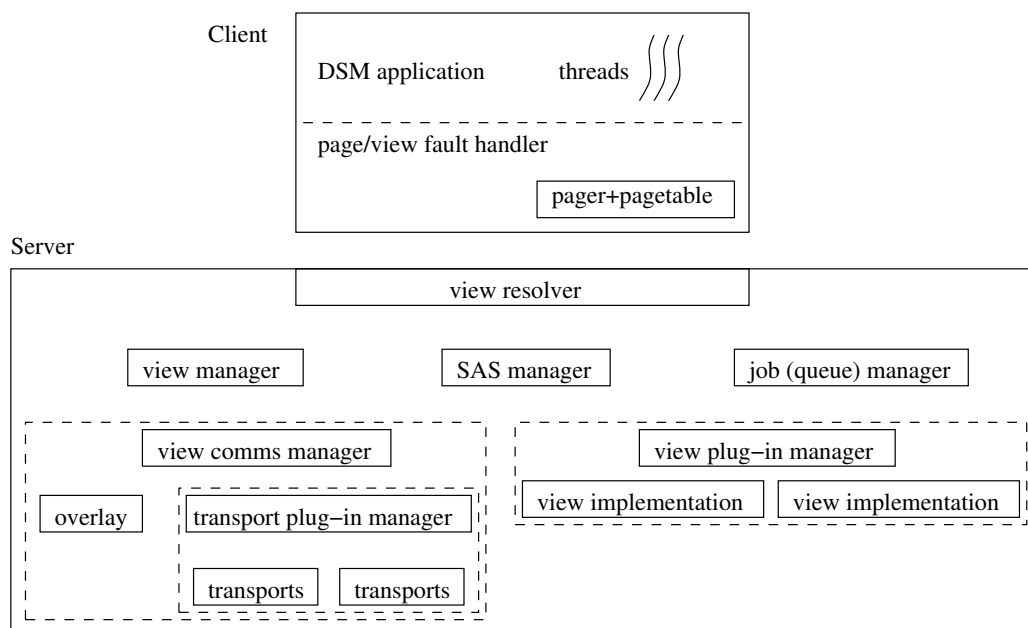 Client
DSM application
threads
page/view fault handler
pager+pagetable
Server
view resolver
view manager
SAS manager
job (queue) manager
view comms manager
view plug−in manager
overlay
transport plug−in manager
view implementation
view implementation
transports
transports